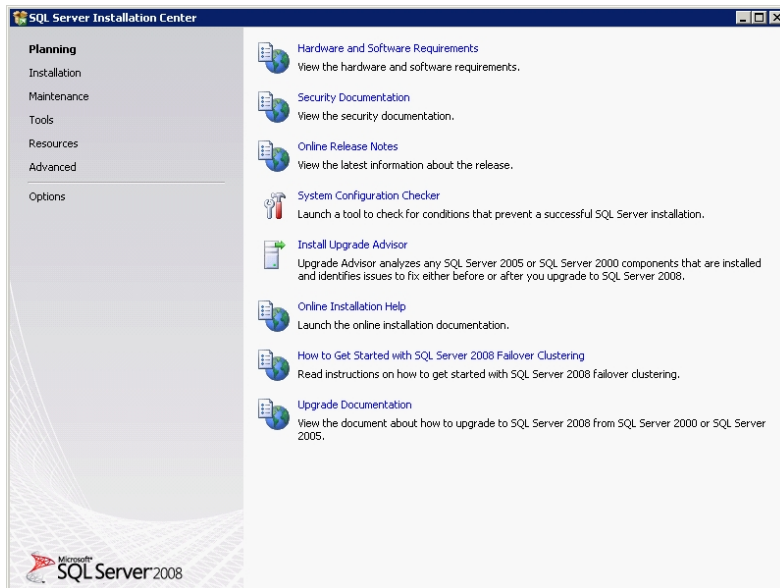 SQL Server Installation Center
Planning
Installation
Maintenance
Tools
Resources
Advanced
Options
Hardware and Software Requirements
View the hardware and software requirements.
Security Documentation
View the security documentation.
Online Release Notes
View the latest information about the release.
System Configuration Checker
Launch a tool to check for conditions that prevent a successful SQL Server installation.
Install Upgrade Advisor
Upgrade Advisor analyzes any SQL Server 2005 or SQL Server 2000 components that are installed
and identifies issues to fix either before or after you upgrade to SQL Server 2008.
Online Installation Help
Launch the online installation documentation.
How to Get Started with SQL Server 2008 Failover Clustering
Read instructions on how to get started with SQL Server 2008 failover clustering.
Upgrade Documentation
View the document about how to upgrade to SQL Server 2008 from SQL Server 2000 or SQL Server
2005.
Microsoft
SQL Server 2008